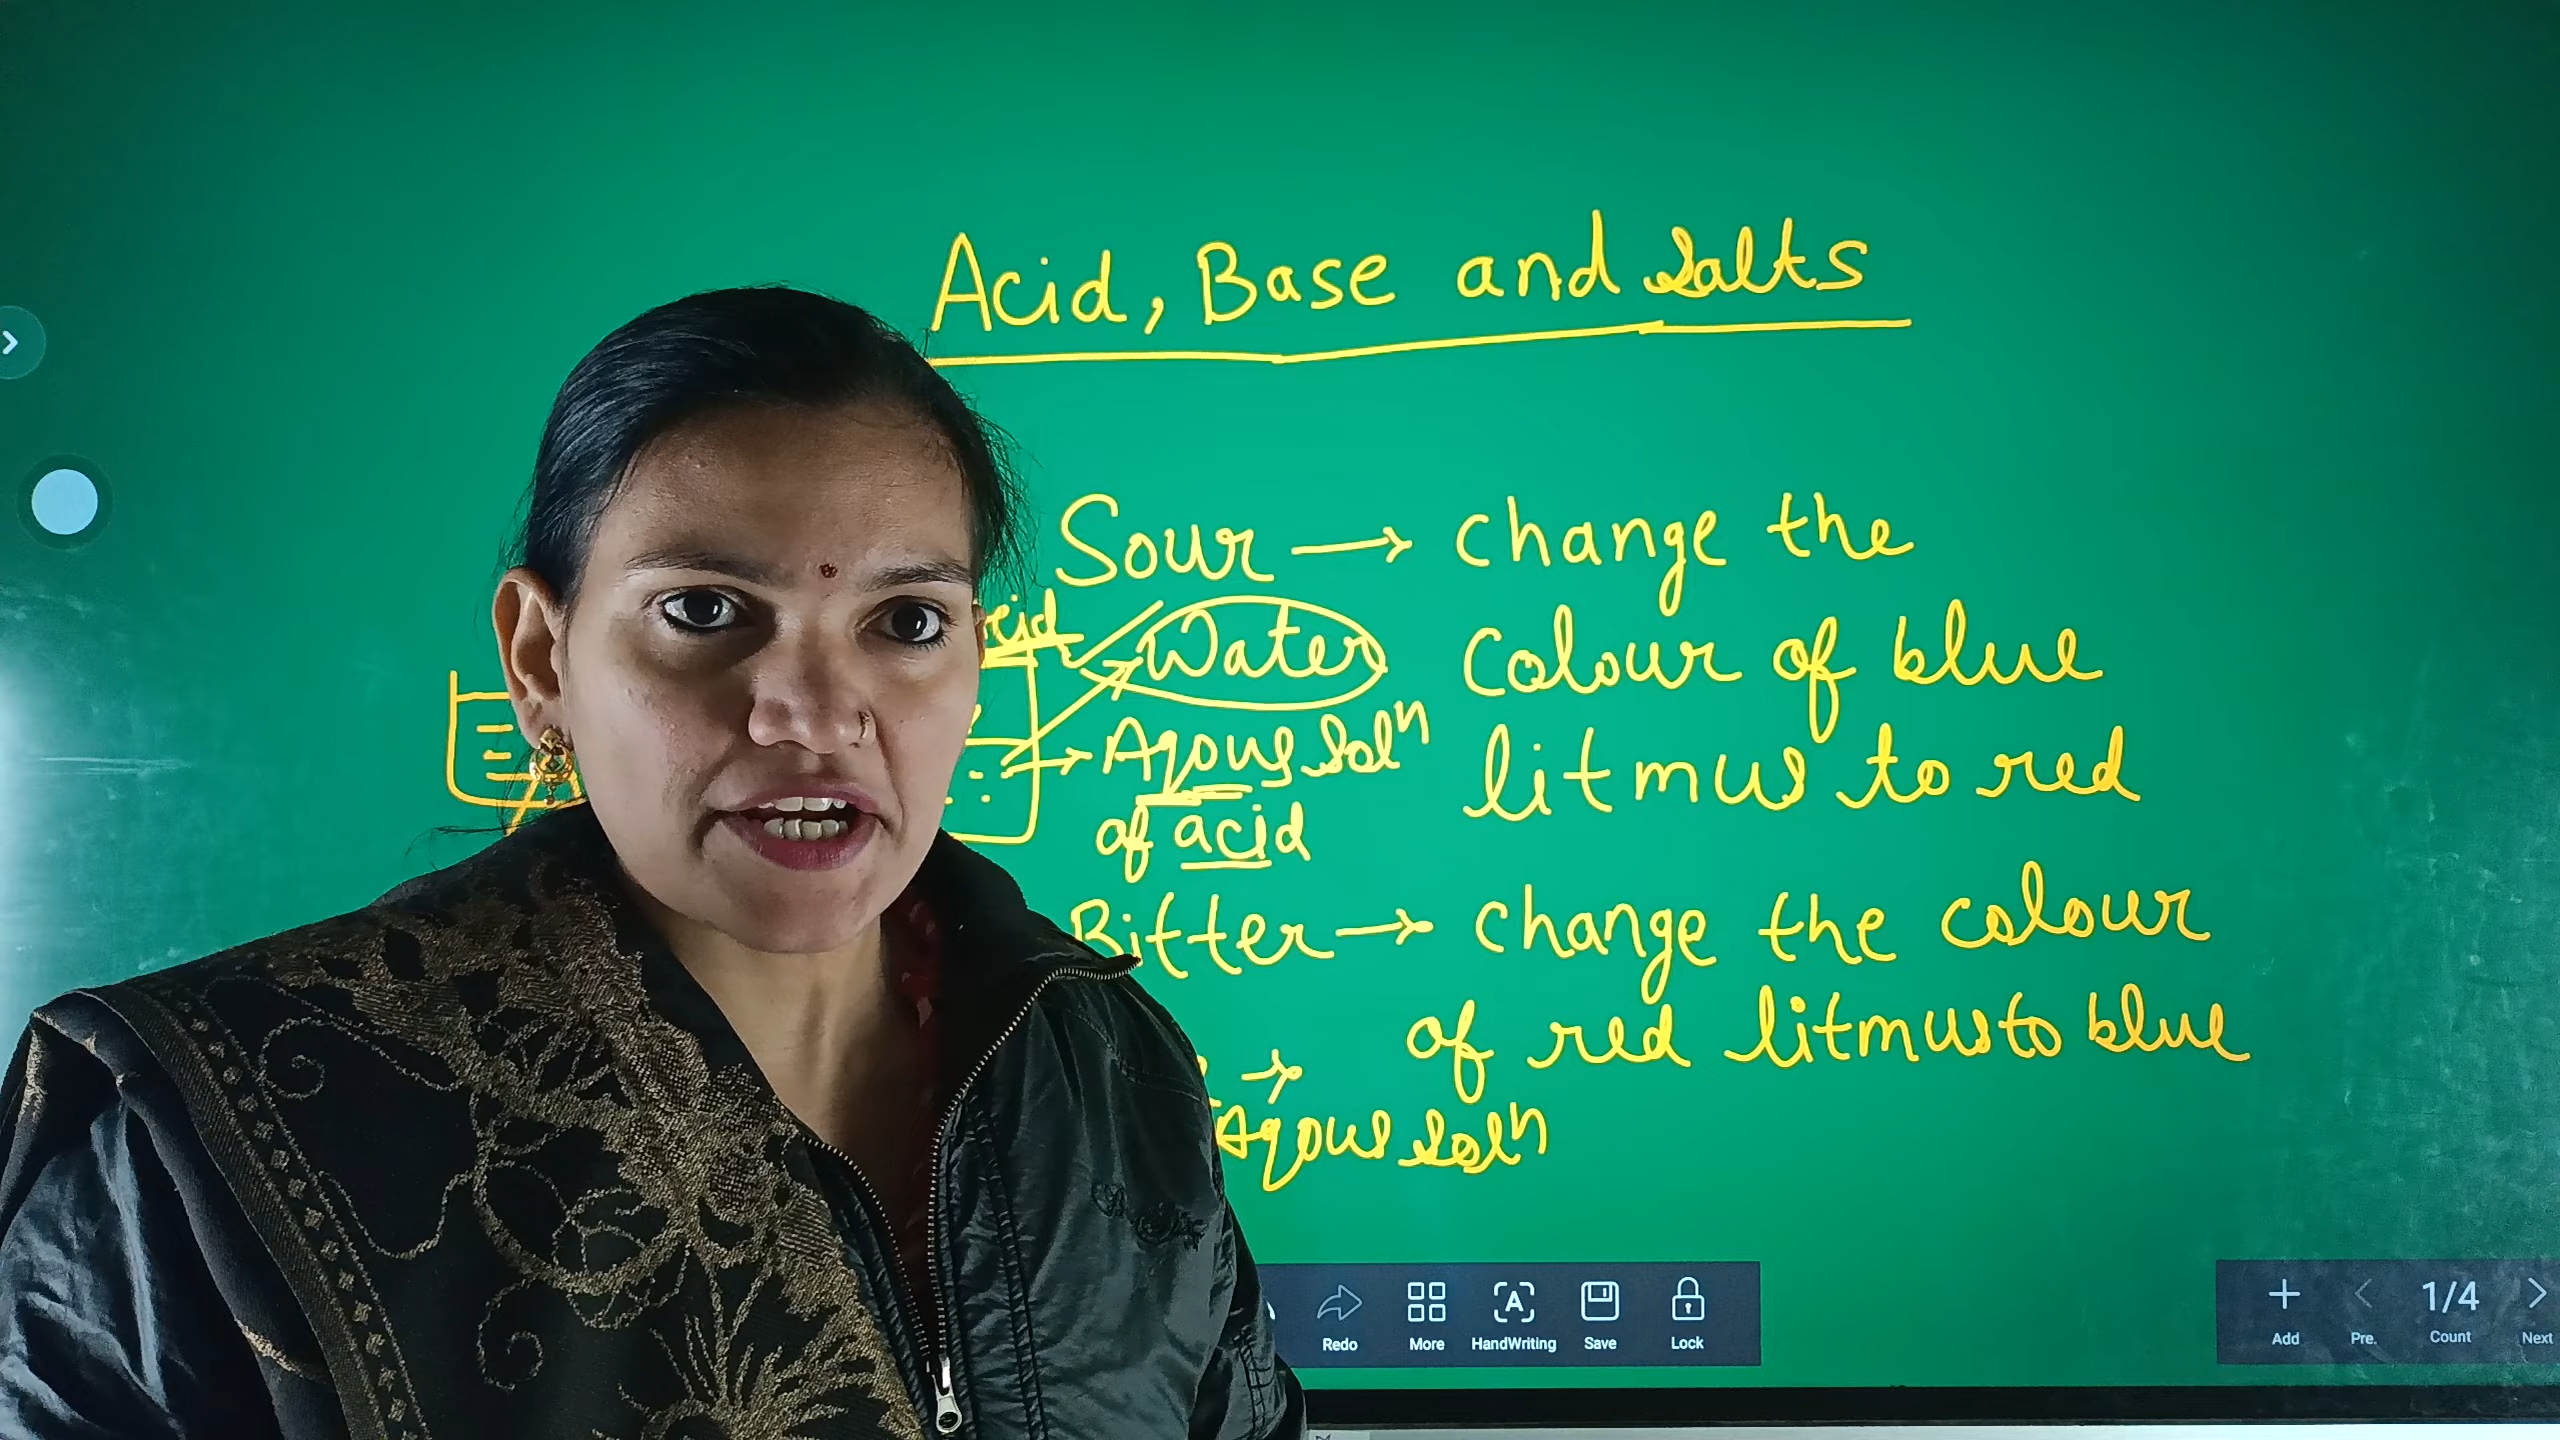 Acid, Base and Salts
Sour → change the
colour of blue
litmus to red
acid
Water
→ Aqous Solⁿ
of acid
Bitter → change the colour
of red litmus to blue
→
Aqous Solⁿ
Redo
More
HandWriting
Save
Lock
Add
Pre.
1/4
Count
Next